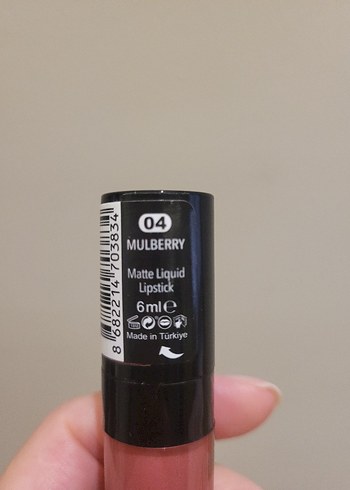 04
MULBERRY
Matte Liquid
Lipstick
6ml℮
Made in Türkiye
8 682214 703834